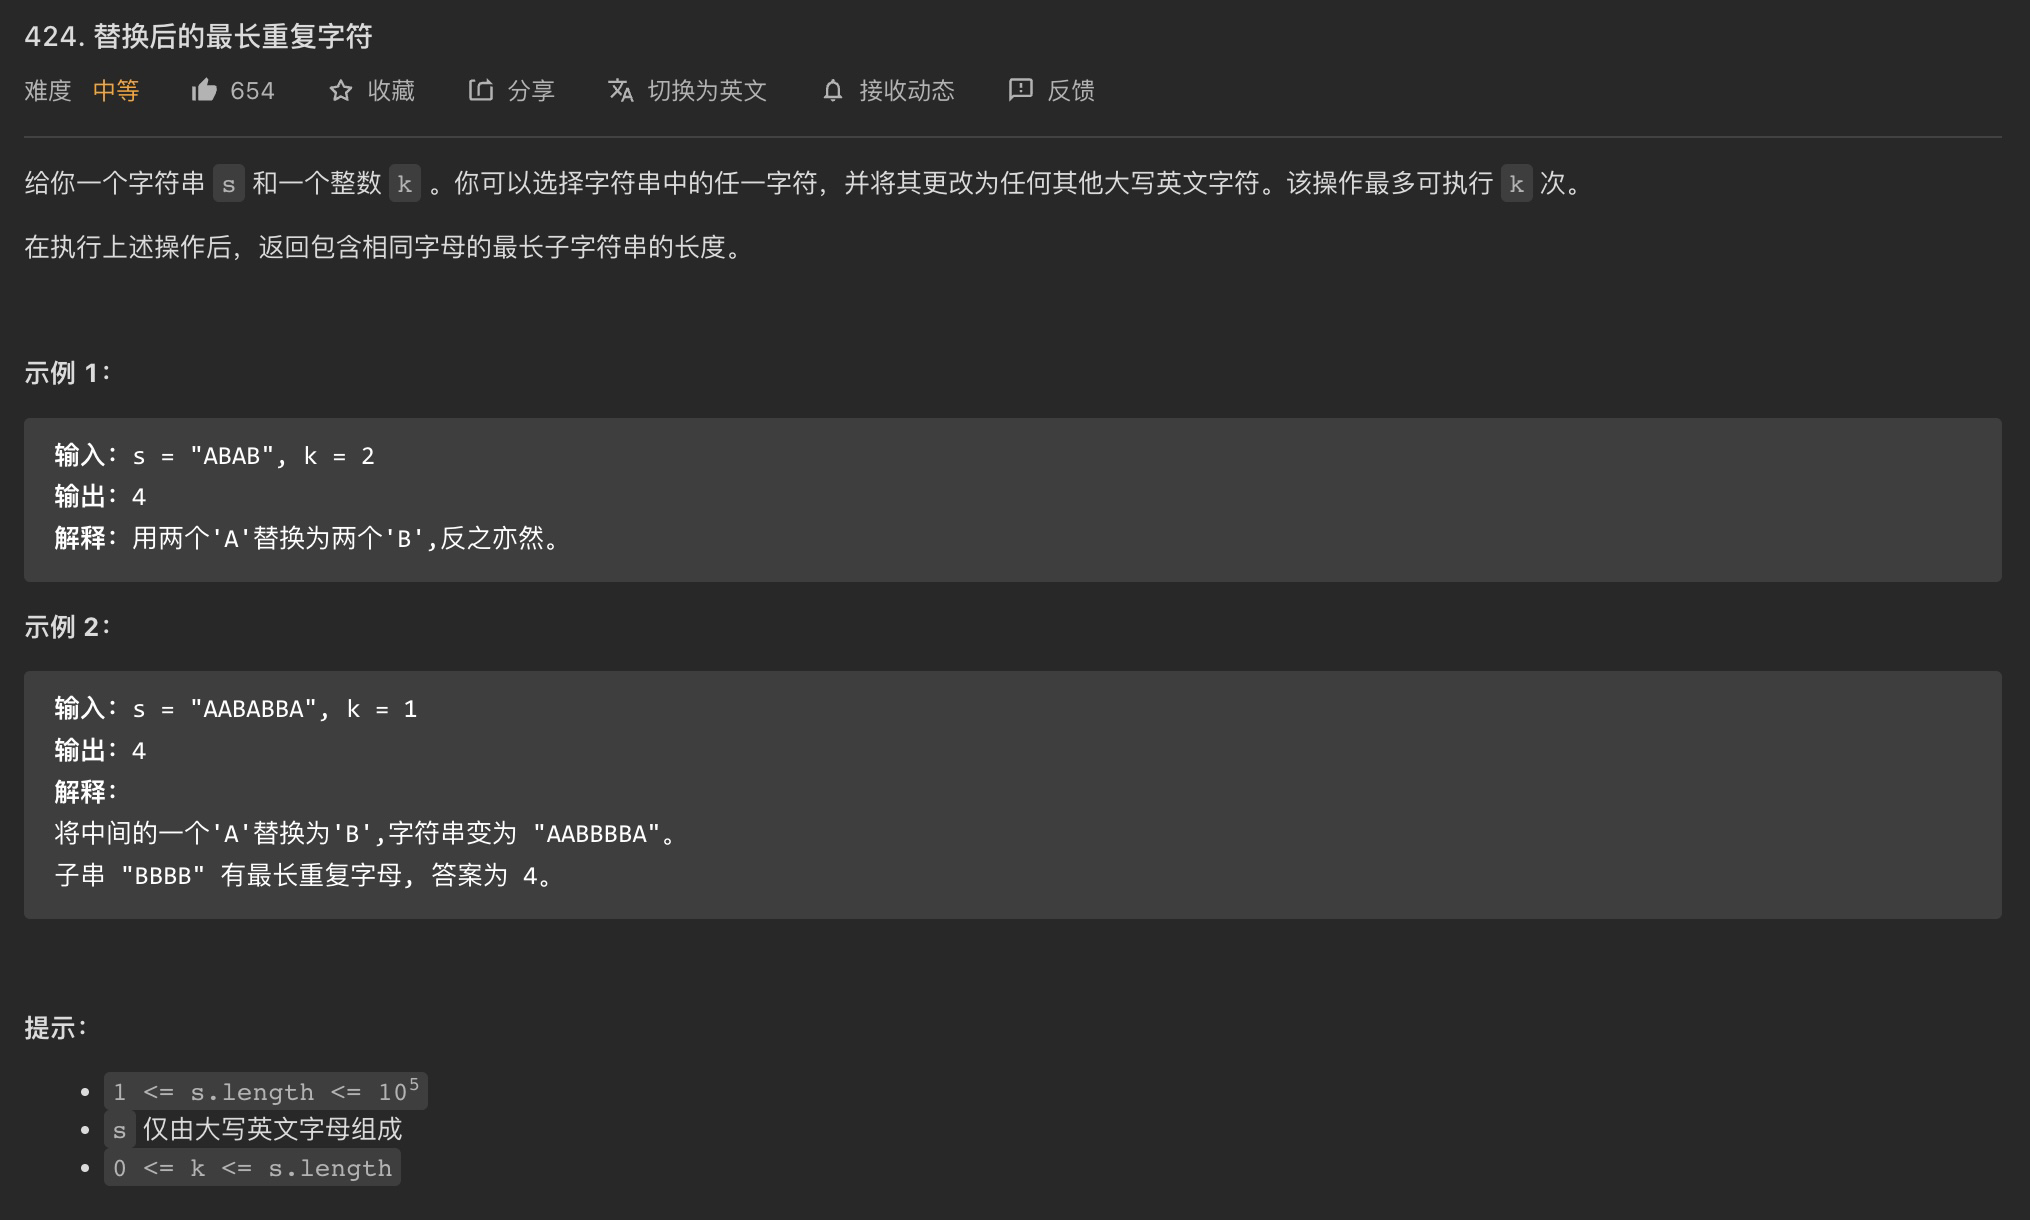 424. 替换后的最长重复字符
难度 中等 654 收藏 分享 切换为英文 接收动态 反馈
给你一个字符串 s 和一个整数 k 。你可以选择字符串中的任一字符，并将其更改为任何其他大写英文字符。该操作最多可执行 k 次。
在执行上述操作后，返回包含相同字母的最长子字符串的长度。
示例 1：
输入：s = "ABAB", k = 2
输出：4
解释：用两个'A'替换为两个'B',反之亦然。
示例 2：
输入：s = "AABABBA", k = 1
输出：4
解释：
将中间的一个'A'替换为'B',字符串变为 "AABBBBA"。
子串 "BBBB" 有最长重复字母, 答案为 4。
提示：
• 1 <= s.length <= 10⁵
• s 仅由大写英文字母组成
• 0 <= k <= s.length